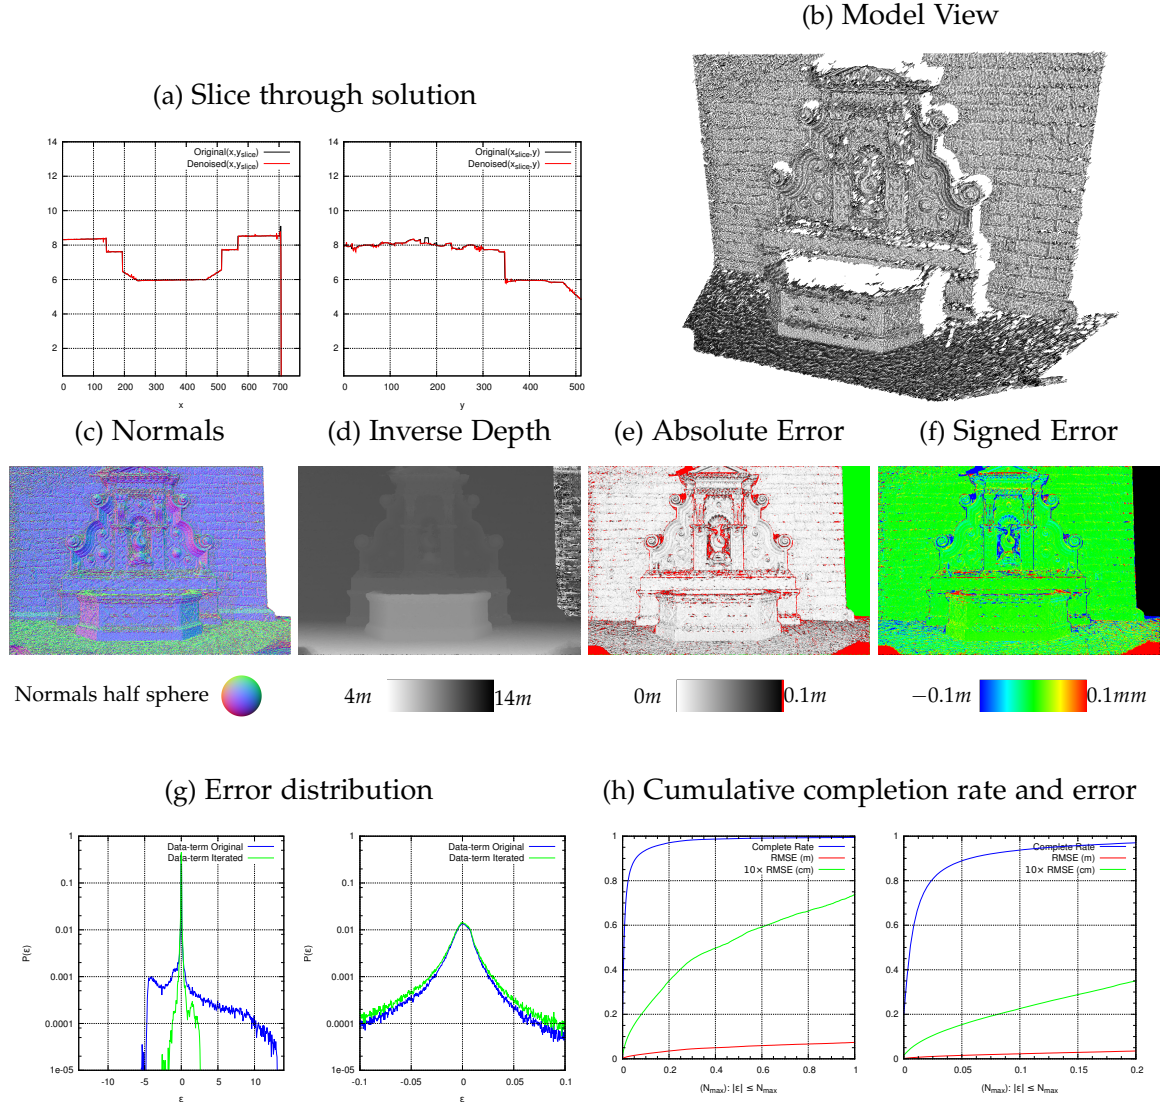 (b) Model View
(a) Slice through solution
14
12
10
8
6
4
2
0 100 200 300 400 500 600 700
x
Original(x,yslice)
Denoised(x,yslice)
14
12
10
8
6
4
2
0 100 200 300 400 500
y
Original(xslice,y)
Denoised(xslice,y)
(c) Normals
(d) Inverse Depth
(e) Absolute Error
(f) Signed Error
Normals half sphere
4m 14m
0m 0.1m
−0.1m 0.1mm
(g) Error distribution
(h) Cumulative completion rate and error
1
0.1
0.01
0.001
0.0001
1e-05
P(ε)
-10 -5 0 5 10
ε
Data-term Original
Data-term Iterated
1
0.1
0.01
0.001
0.0001
1e-05
P(ε)
-0.1 -0.05 0 0.05 0.1
ε
Data-term Original
Data-term Iterated
1
0.8
0.6
0.4
0.2
0
0 0.2 0.4 0.6 0.8 1
(Nmax): |ε| ≤ Nmax
Complete Rate
RMSE (m)
10× RMSE (cm)
1
0.8
0.6
0.4
0.2
0
0 0.05 0.1 0.15 0.2
(Nmax): |ε| ≤ Nmax
Complete Rate
RMSE (m)
10× RMSE (cm)